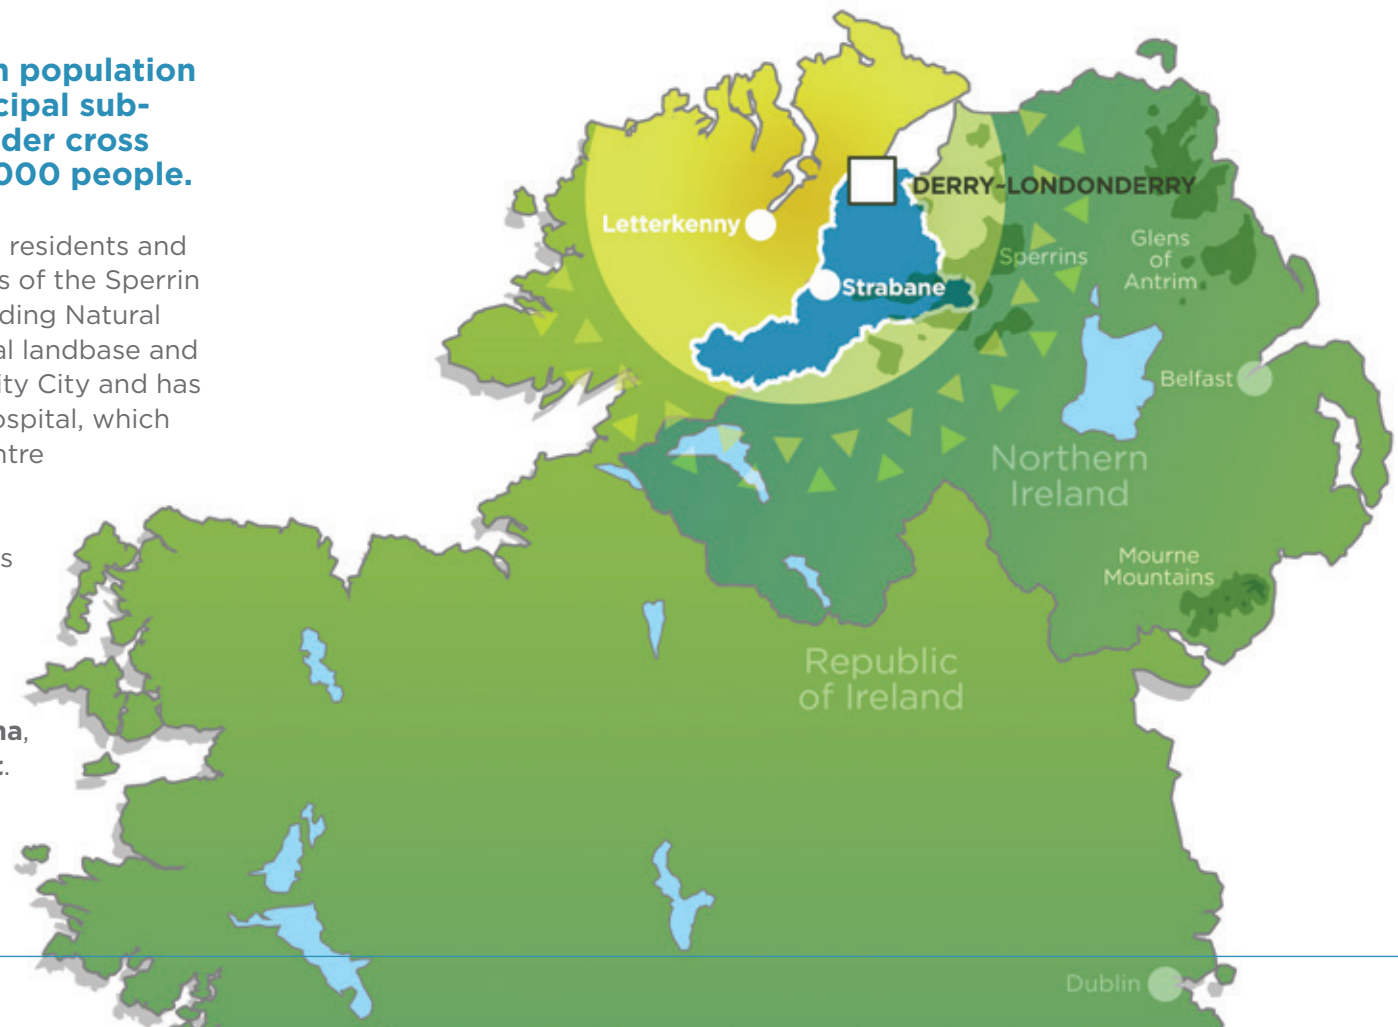 n population
cipal sub-
der cross
000 people.
residents and
s of the Sperrin
ding Natural
al landbase and
ity City and has
ospital, which
ntre
s
na,
t.
DERRY~LONDONDERRY
Letterkenny
Strabane
Sperrins
Glens
of
Antrim
Belfast
Northern
Ireland
Mourne
Mountains
Republic
of Ireland
Dublin